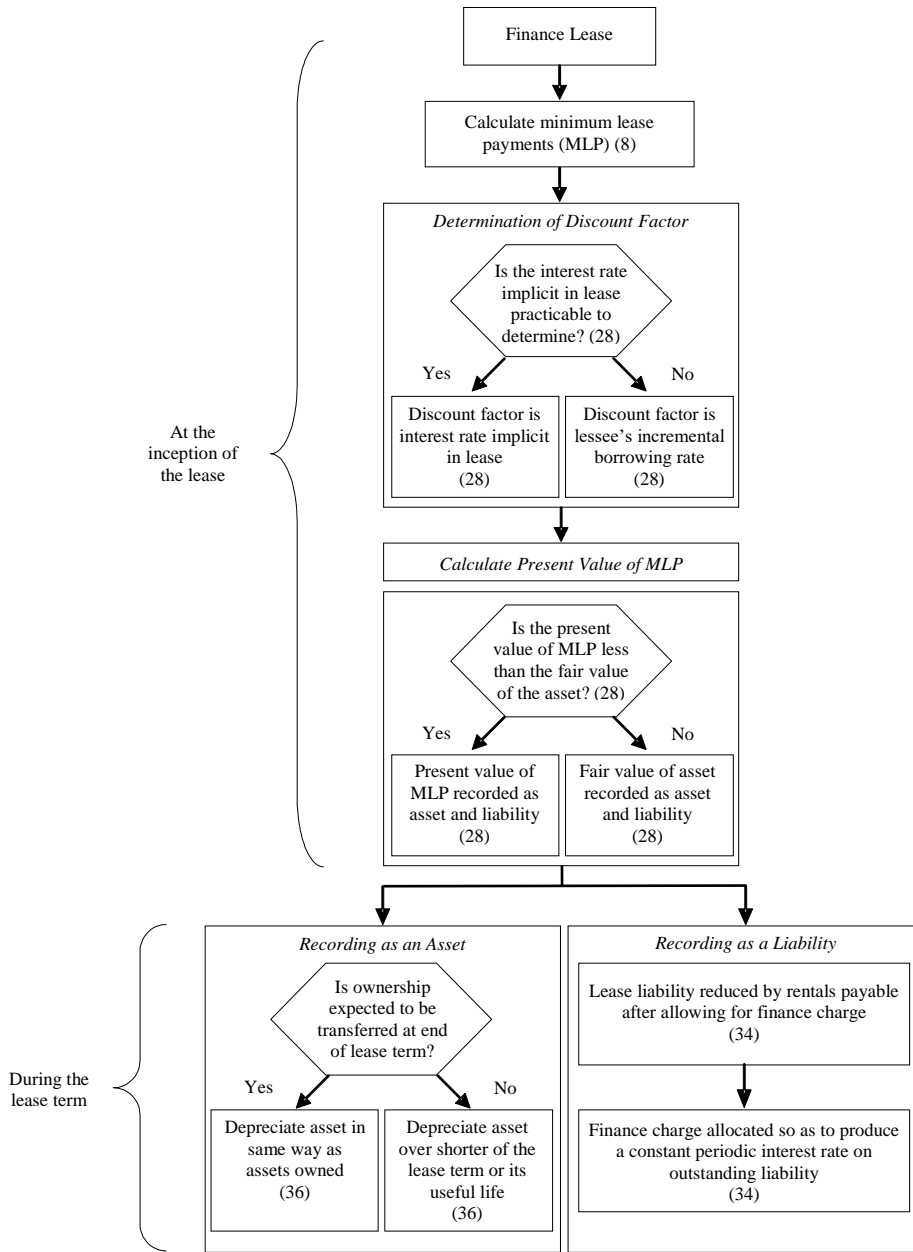 Finance Lease
Calculate minimum lease
payments (MLP) (8)
Determination of Discount Factor
Is the interest rate
implicit in lease
practicable to
determine? (28)
Yes
No
Discount factor is
interest rate implicit
in lease
(28)
Discount factor is
lessee's incremental
borrowing rate
(28)
At the
inception of
the lease
Calculate Present Value of MLP
Is the present
value of MLP less
than the fair value
of the asset? (28)
Yes
No
Present value of
MLP recorded as
asset and liability
(28)
Fair value of asset
recorded as asset
and liability
(28)
During the
lease term
Recording as an Asset
Is ownership
expected to be
transferred at end
of lease term?
Yes
No
Depreciate asset in
same way as
assets owned
(36)
Depreciate asset
over shorter of the
lease term or its
useful life
(36)
Recording as a Liability
Lease liability reduced by rentals payable
after allowing for finance charge
(34)
Finance charge allocated so as to produce
a constant periodic interest rate on
outstanding liability
(34)